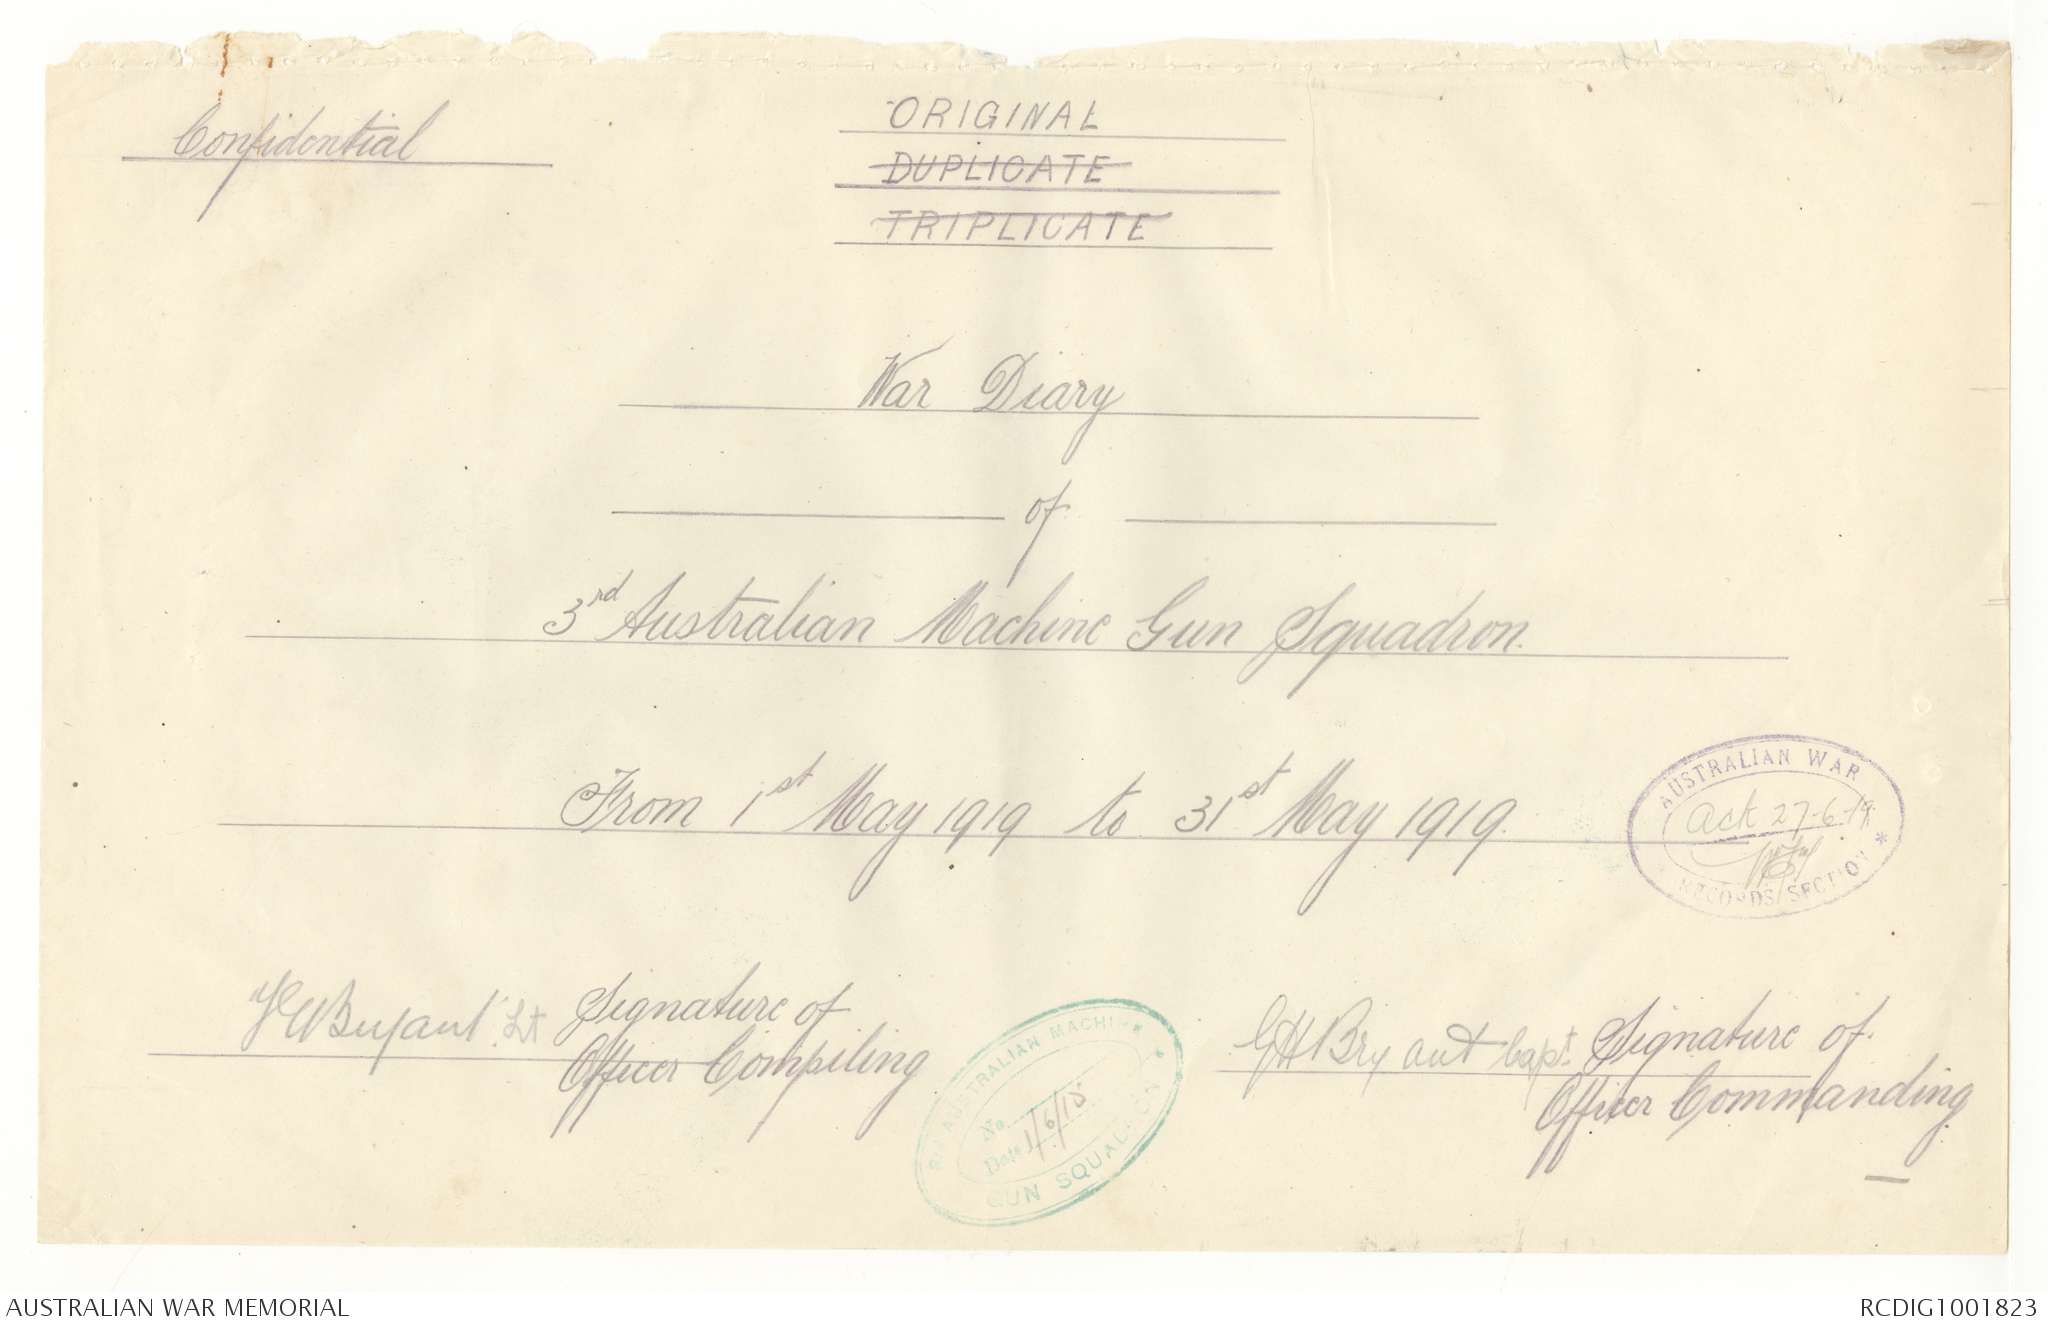 Confidential
ORIGINAL
DUPLICATE
TRIPLICATE
War Diary
of
3rd Australian Machine Gun Squadron.
From 1st May 1919 to 31st May 1919.
AUSTRALIAN WAR
ack 27-6-19
RECORDS SECTION *
Bryant Lt Signature of
Officer Compiling
AUSTRALIAN MACHINE
No
Date 1/6/18
GUN SQUADRON
GHBryant Capt. Signature of
Officer Commanding
AUSTRALIAN WAR MEMORIAL
RCDIG1001823